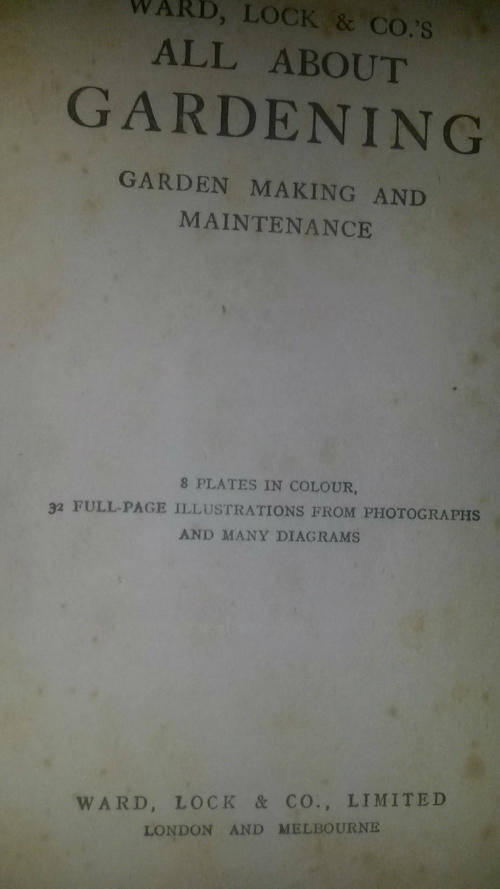 WARD, LOCK & CO.'S
ALL ABOUT
GARDENING
GARDEN MAKING AND
MAINTENANCE
8 PLATES IN COLOUR,
32 FULL-PAGE ILLUSTRATIONS FROM PHOTOGRAPHS
AND MANY DIAGRAMS
WARD, LOCK & CO., LIMITED
LONDON AND MELBOURNE